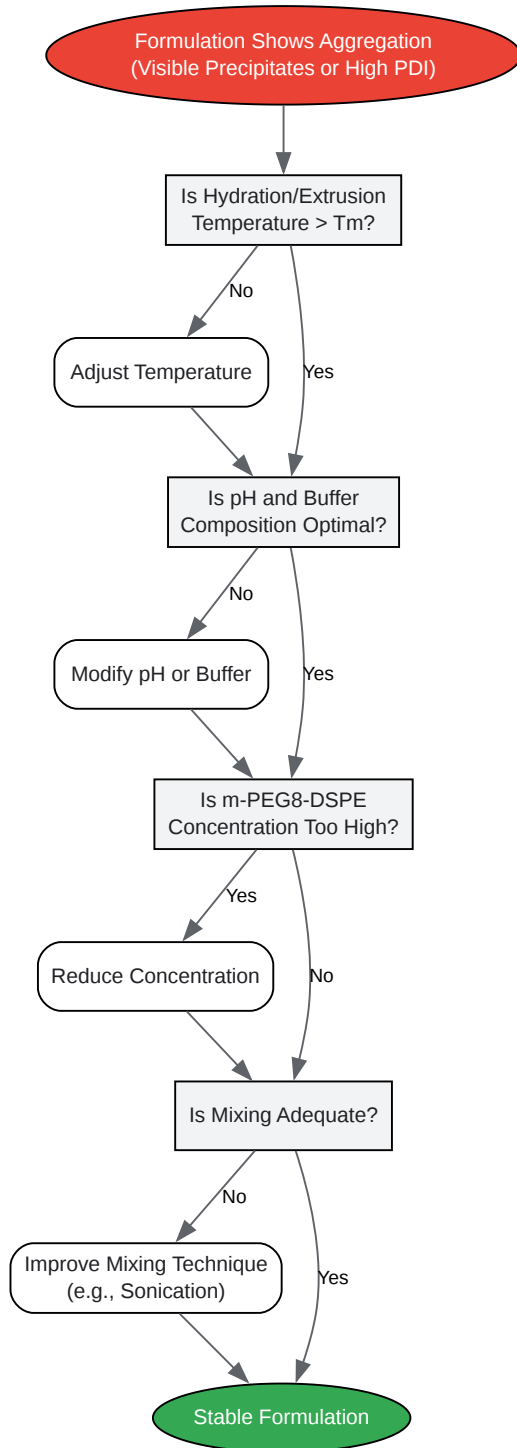 Formulation Shows Aggregation
(Visible Precipitates or High PDI)
Is Hydration/Extrusion
Temperature > Tm?
No
Adjust Temperature
Yes
Is pH and Buffer
Composition Optimal?
No
Modify pH or Buffer
Yes
Is m-PEG8-DSPE
Concentration Too High?
Yes
Reduce Concentration
No
Is Mixing Adequate?
No
Improve Mixing Technique
(e.g., Sonication)
Yes
Stable Formulation